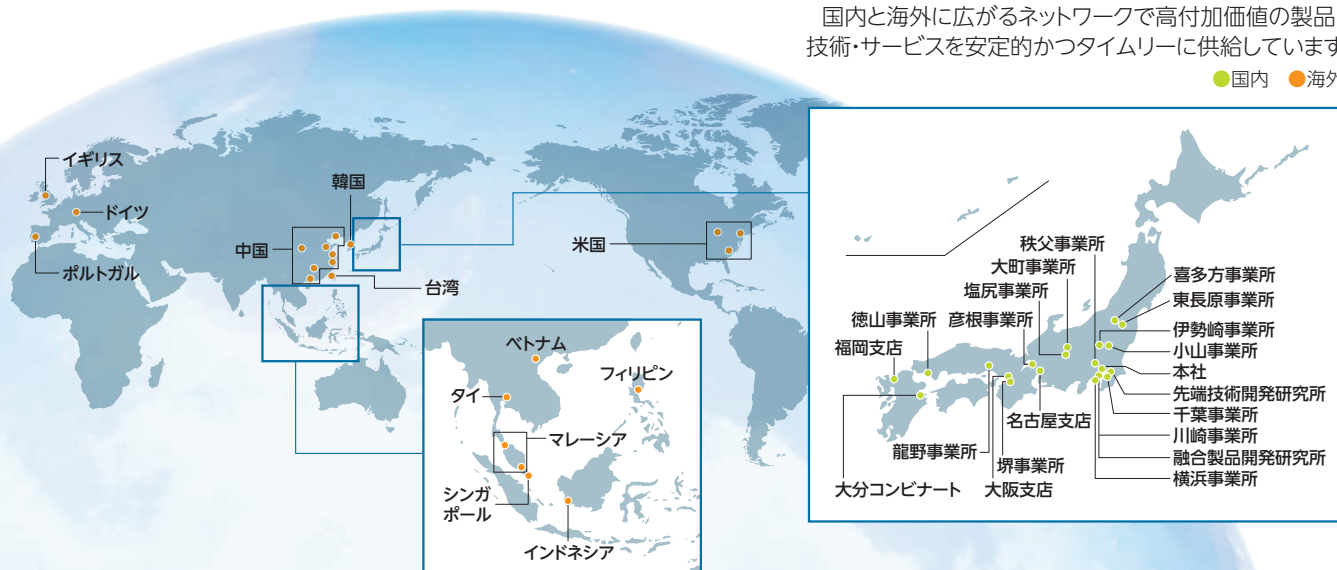 国内と海外に広がるネットワークで高付加価値の製品
技術・サービスを安定的かつタイムリーに供給しています
●国内 ●海外
イギリス
ドイツ
ポルトガル
韓国
中国
台湾
米国
ベトナム
フィリピン
タイ
マレーシア
シンガ
ポール
インドネシア
秩父事業所
大町事業所
塩尻事業所
徳山事業所
彦根事業所
福岡支店
喜多方事業所
東長原事業所
伊勢崎事業所
小山事業所
本社
先端技術開発研究所
千葉事業所
川崎事業所
融合製品開発研究所
横浜事業所
名古屋支店
龍野事業所
堺事業所
大分コンビナート
大阪支店